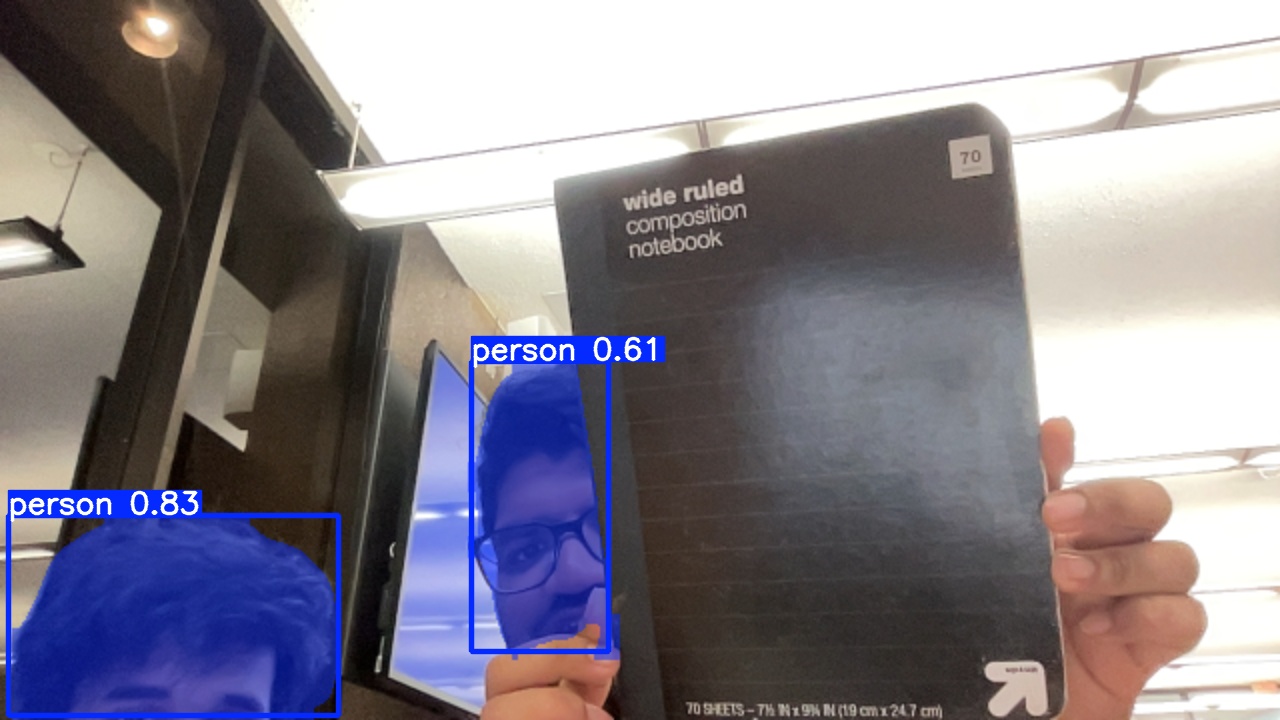 70
wide ruled
composition
notebook
person 0.61
person 0.83
70 SHEETS – 7½ IN x 9¾ IN (19 cm x 24.7 cm)